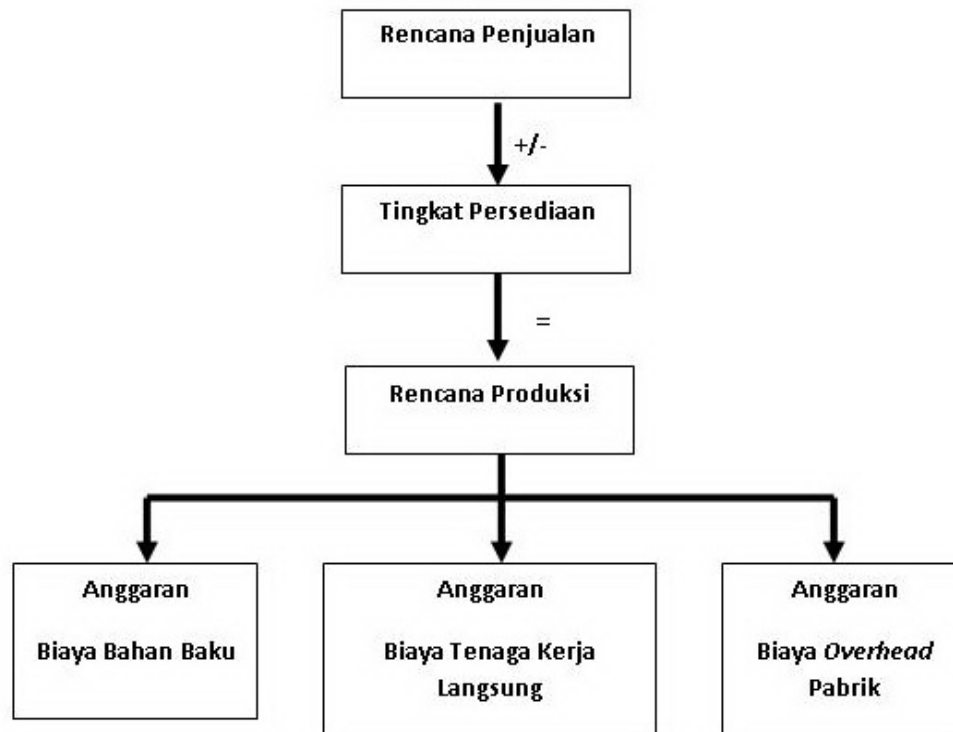 Rencana Penjualan
+/-
Tingkat Persediaan
=
Rencana Produksi
Anggaran
Biaya Bahan Baku
Anggaran
Biaya Tenaga Kerja
Langsung
Anggaran
Biaya Overhead
Pabrik